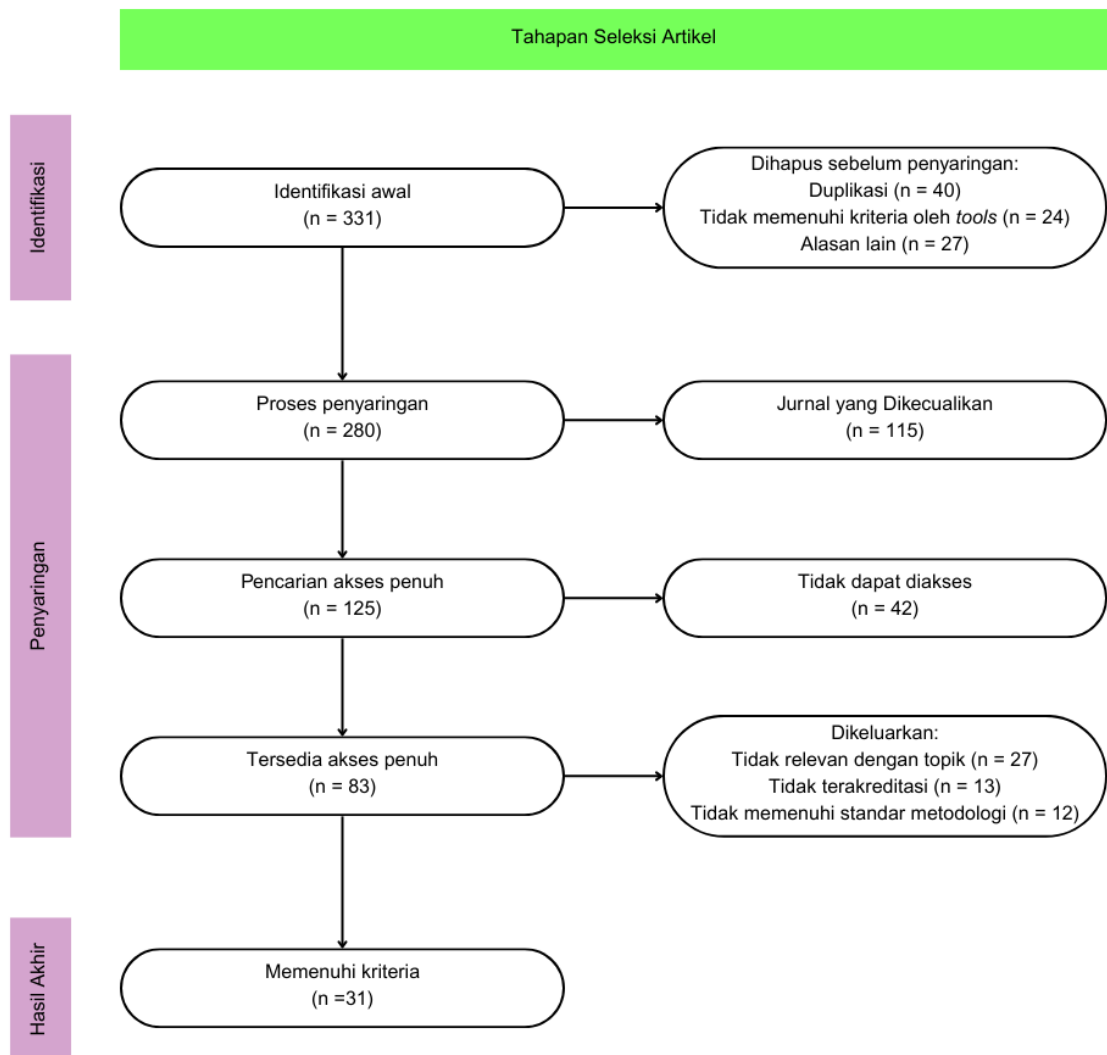 Tahapan Seleksi Artikel
Identifikasi
Identifikasi awal
(n = 331)
Dihapus sebelum penyaringan:
Duplikasi (n = 40)
Tidak memenuhi kriteria oleh tools (n = 24)
Alasan lain (n = 27)
Penyaringan
Proses penyaringan
(n = 280)
Jurnal yang Dikecualikan
(n = 115)
Pencarian akses penuh
(n = 125)
Tidak dapat diakses
(n = 42)
Tersedia akses penuh
(n = 83)
Dikeluarkan:
Tidak relevan dengan topik (n = 27)
Tidak terakreditasi (n = 13)
Tidak memenuhi standar metodologi (n = 12)
Hasil Akhir
Memenuhi kriteria
(n =31)